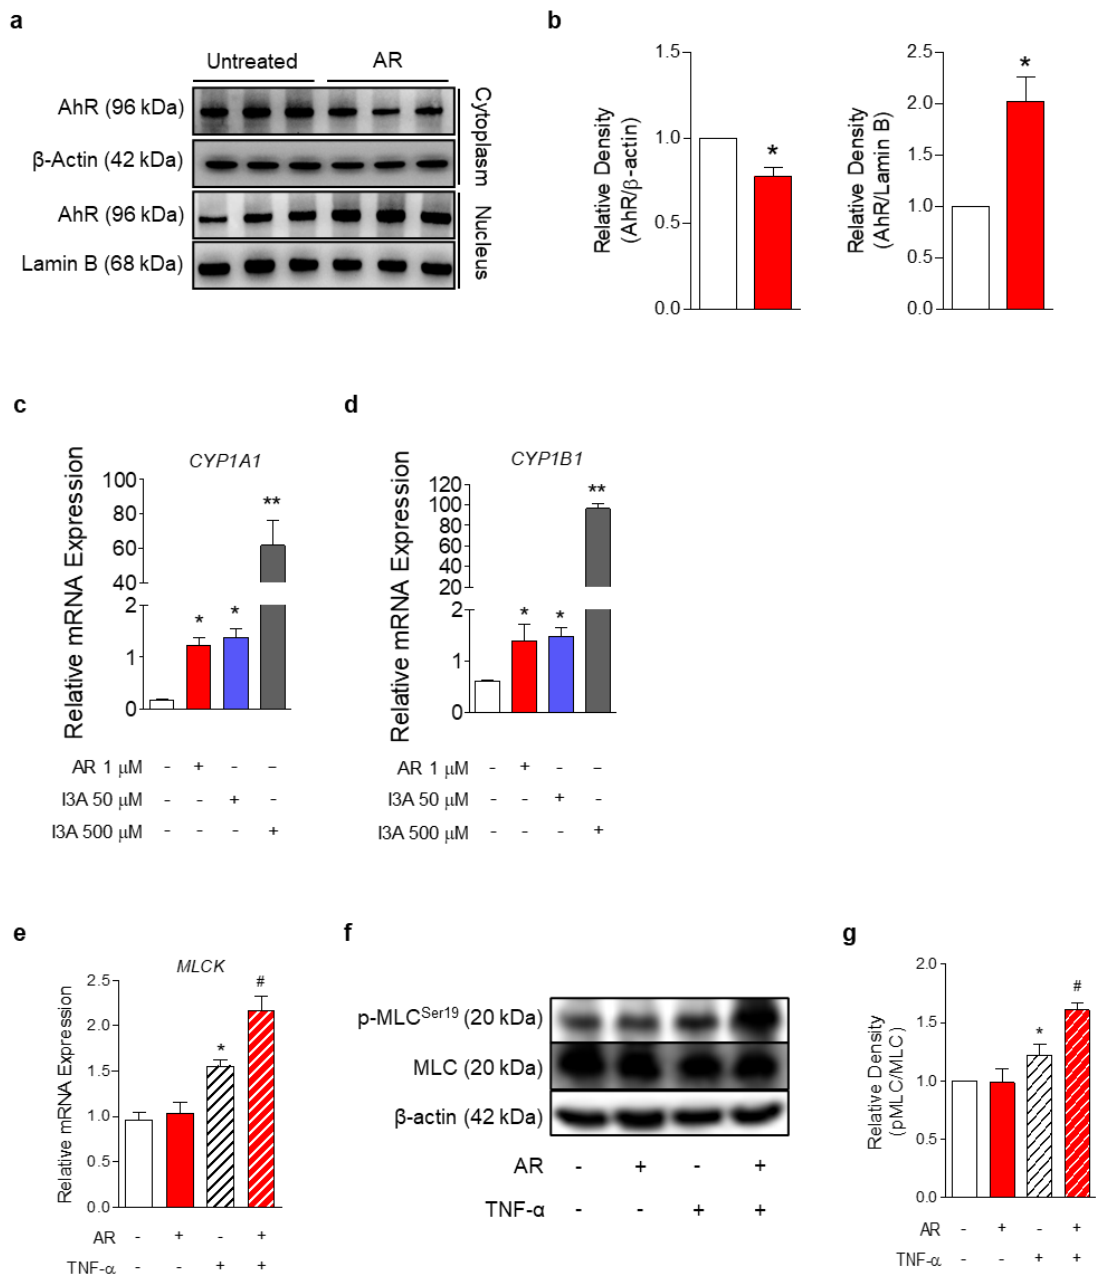 a
Untreated AR
AhR (96 kDa)
β-Actin (42 kDa)
Cytoplasm
AhR (96 kDa)
Lamin B (68 kDa)
Nucleus
b
Relative Density
(AhR/β-actin)
1.5
1.0
0.5
0.0
*
Relative Density
(AhR/Lamin B)
2.5
2.0
1.5
1.0
0.5
0.0
*
c
CYP1A1
Relative mRNA Expression
100
80
60
40
2
1
0
* * **
AR 1 μM - + - -
I3A 50 μM - - + -
I3A 500 μM - - - +
d
CYP1B1
Relative mRNA Expression
120
100
80
60
40
20
2
1
0
* * **
AR 1 μM - + - -
I3A 50 μM - - + -
I3A 500 μM - - - +
e
MLCK
Relative mRNA Expression
2.5
2.0
1.5
1.0
0.5
0.0
* #
AR - + - +
TNF-α - - + +
f
p-MLCSer19 (20 kDa)
MLC (20 kDa)
β-actin (42 kDa)
AR - + - +
TNF-α - - + +
g
Relative Density
(pMLC/MLC)
2.0
1.5
1.0
0.5
0.0
* #
AR - + - +
TNF-α - - + +